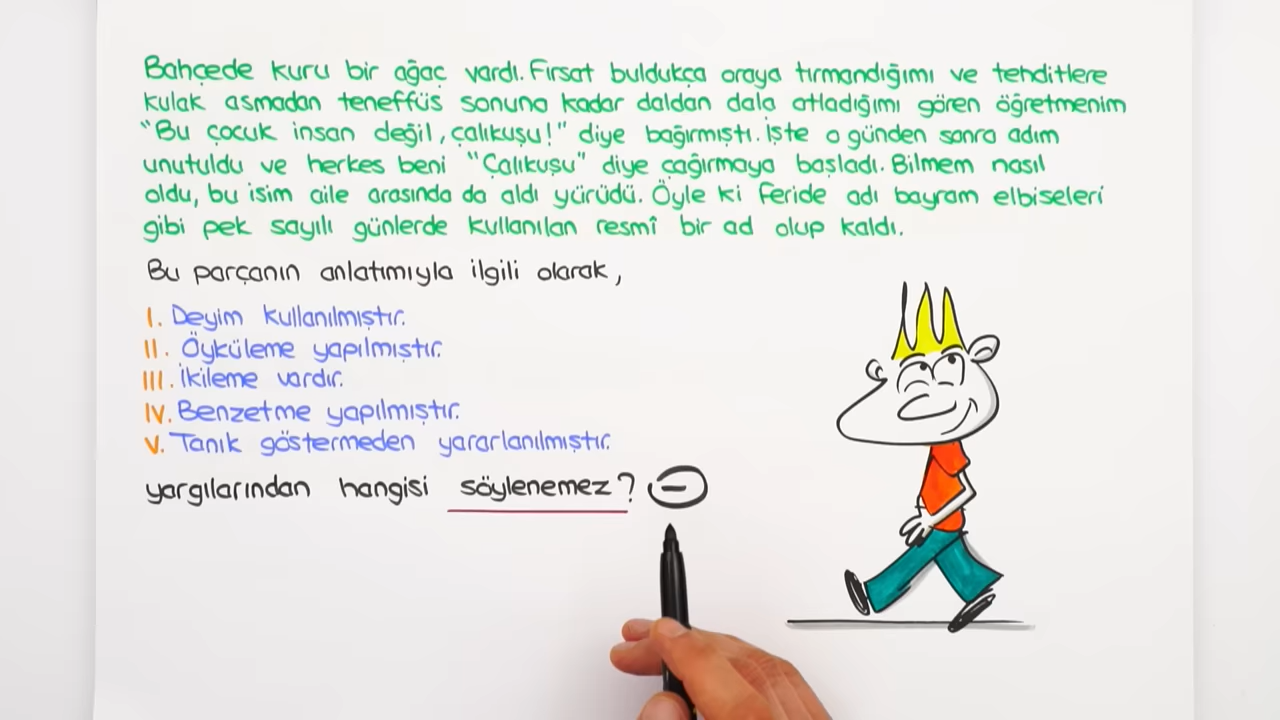 Bahçede kuru bir ağaç vardı. Fırsat buldukça oraya tırmandığımı ve tehditlere
kulak asmadan teneffüs sonuna kadar daldan dala atladığımı gören öğretmenim
"Bu çocuk insan değil, çalıkuşu!" diye bağırmıştı. İşte o günden sonra adım
unutuldu ve herkes beni "Çalıkuşu" diye çağırmaya başladı. Bilmem nasıl
oldu, bu isim aile arasında da aldı yürüdü. Öyle ki Feride adı bayram elbiseleri
gibi pek sayılı günlerde kullanılan resmî bir ad olup kaldı.
Bu parçanın anlatımıyla ilgili olarak,
I. Deyim kullanılmıştır.
II. Öyküleme yapılmıştır.
III. İkileme vardır.
IV. Benzetme yapılmıştır.
V. Tanık göstermeden yararlanılmıştır.
yargılarından hangisi söylenemez? -